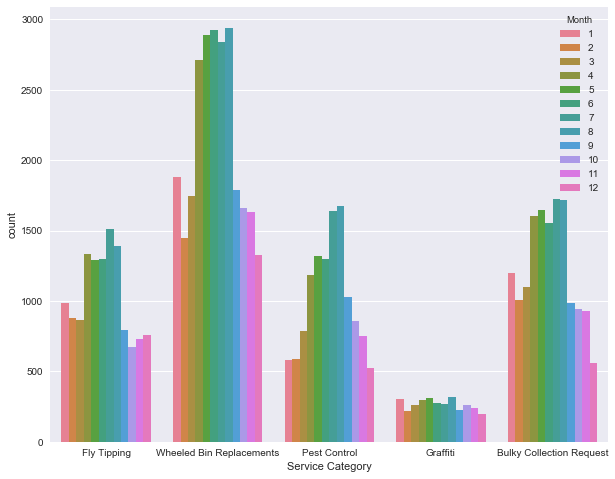 3000
2500
2000
1500
1000
500
0
count
Fly Tipping
Wheeled Bin Replacements
Pest Control
Graffiti
Bulky Collection Request
Service Category
Month
1
2
3
4
5
6
7
8
9
10
11
12